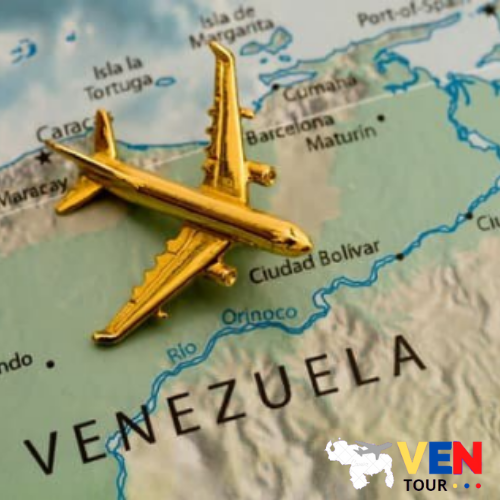 Isla de
Margarita
Port-of-Spain
Isla la
Tortuga
Cumaná
Carac
Barcelona
Maturín
Maracay
Ciudad Bolívar
Ciu
Orinoco
Río
ndo
VENEZUELA
VEN
TOUR